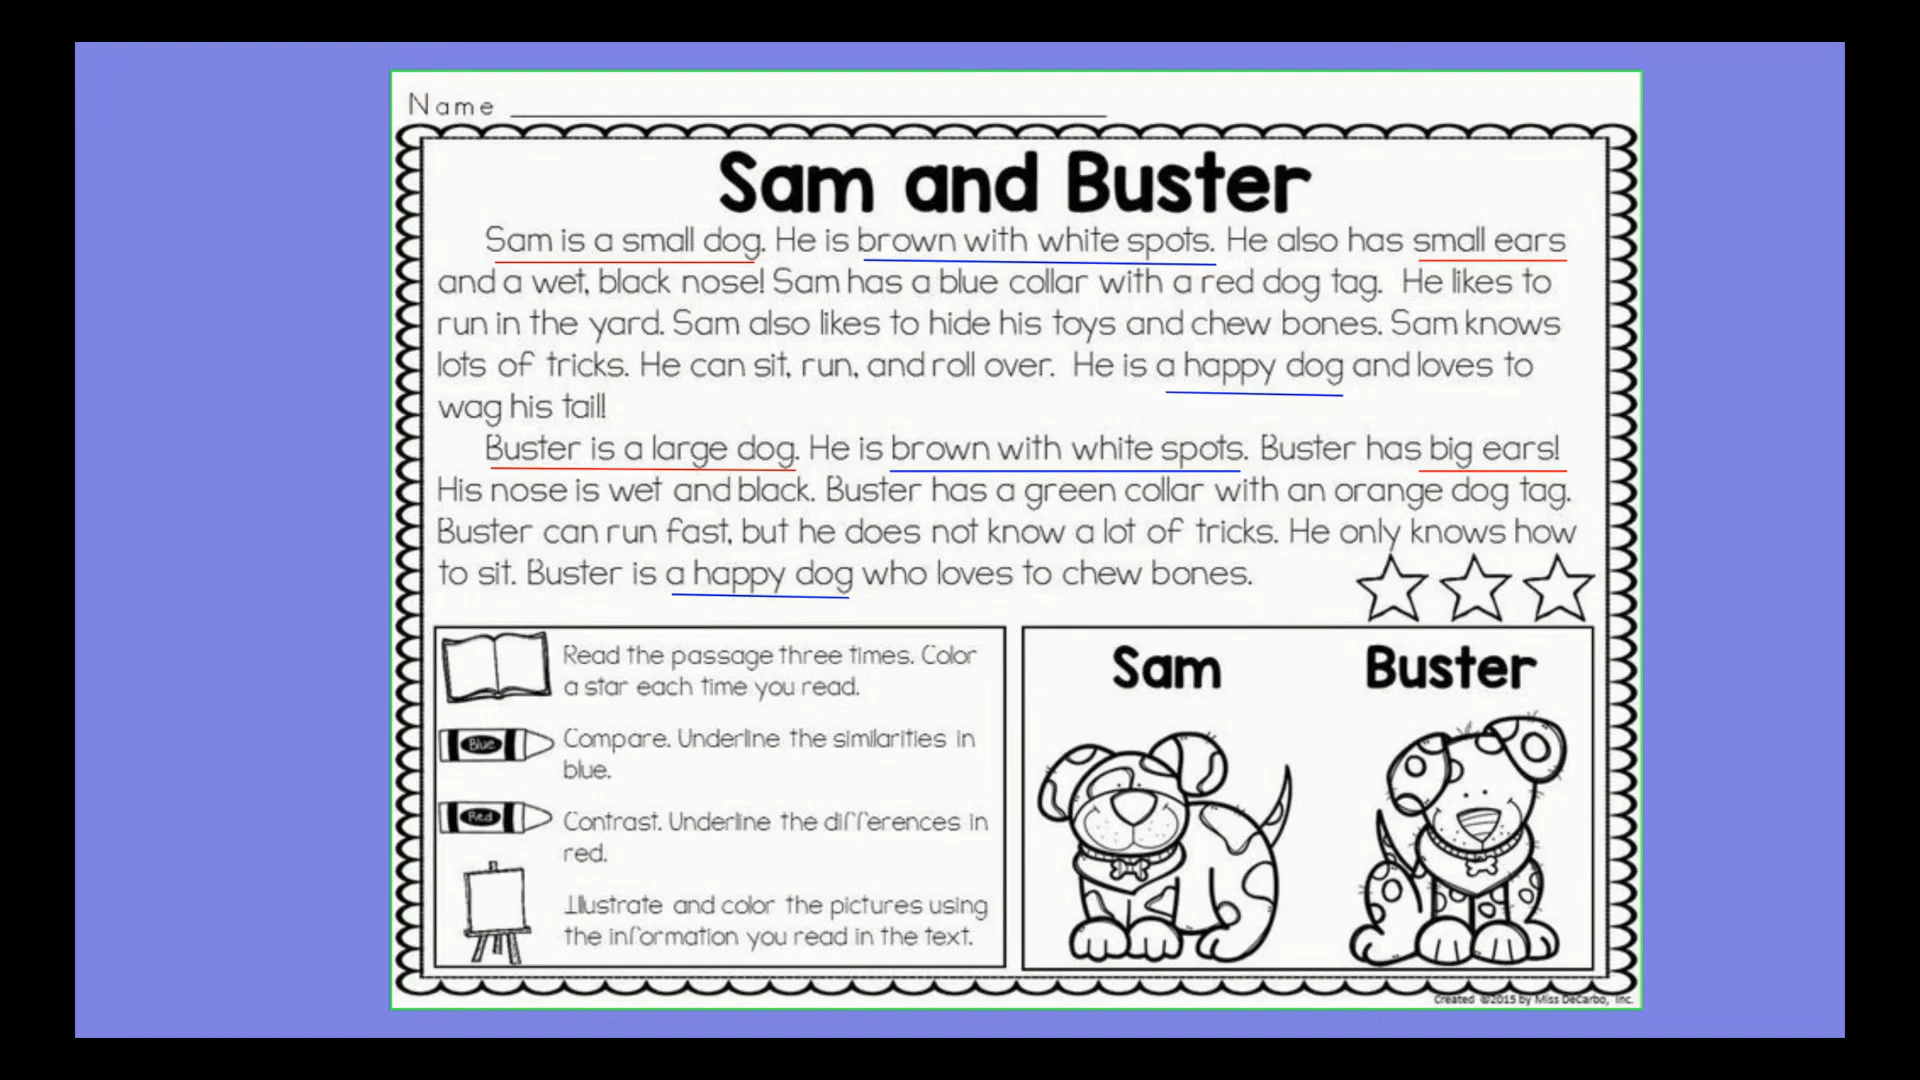 Name
Sam and Buster
Sam is a small dog. He is brown with white spots. He also has small ears
and a wet, black nose! Sam has a blue collar with a red dog tag. He likes to
run in the yard. Sam also likes to hide his toys and chew bones. Sam knows
lots of tricks. He can sit, run, and roll over. He is a happy dog and loves to
wag his tail!
Buster is a large dog. He is brown with white spots. Buster has big ears!
His nose is wet and black. Buster has a green collar with an orange dog tag.
Buster can run fast, but he does not know a lot of tricks. He only knows how
to sit. Buster is a happy dog who loves to chew bones.
Read the passage three times. Color
a star each time you read.
Blue
Compare. Underline the similarities in
blue.
Red
Contrast. Underline the differences in
red.
Illustrate and color the pictures using
the information you read in the text.
Sam
Buster
Created ©2015 by Miss DeCarbo, Inc.